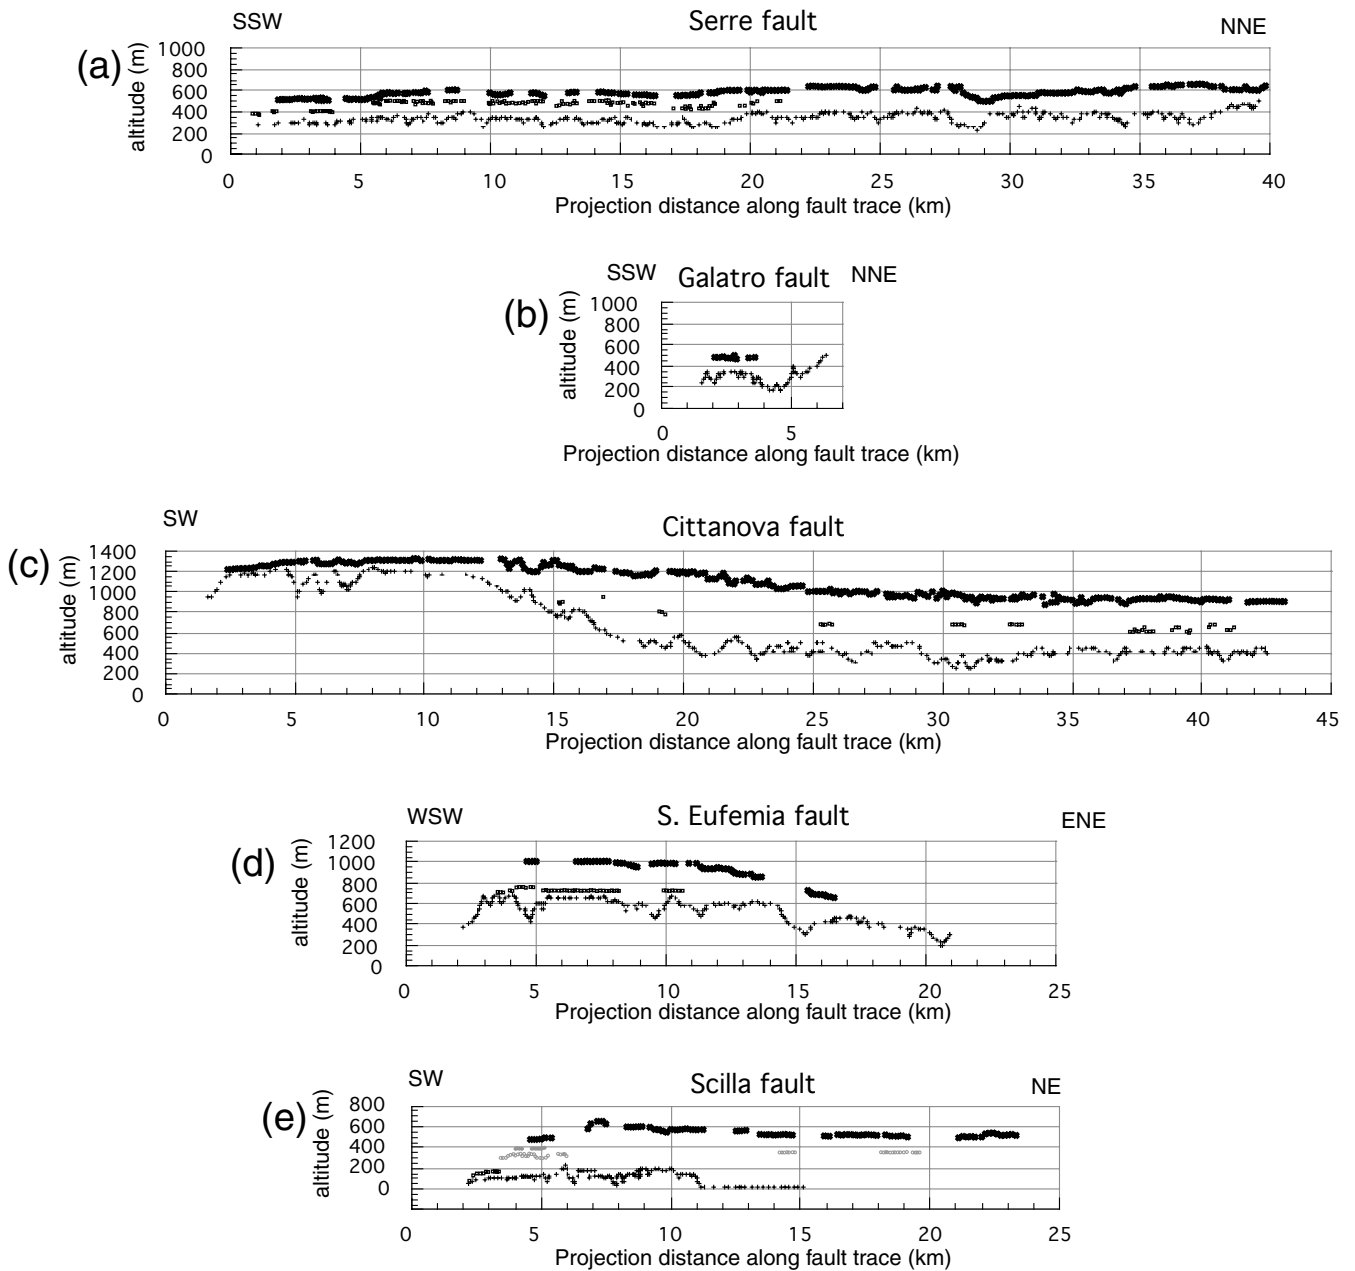 SSW Serre fault NNE
(a)
altitude (m)
1000
800
600
400
200
0
0 5 10 15 20 25 30 35 40
Projection distance along fault trace (km)
SSW Galatro fault NNE
(b)
altitude (m)
1000
800
600
400
200
0
0 5
Projection distance along fault trace (km)
SW
Cittanova fault
(c)
altitude (m)
1400
1200
1000
800
600
400
200
0
0 5 10 15 20 25 30 35 40 45
Projection distance along fault trace (km)
WSW S. Eufemia fault ENE
(d)
altitude (m)
1200
1000
800
600
400
200
0
0 5 10 15 20 25
Projection distance along fault trace (km)
SW Scilla fault NE
(e)
altitude (m)
800
600
400
200
0
0 5 10 15 20 25
Projection distance along fault trace (km)